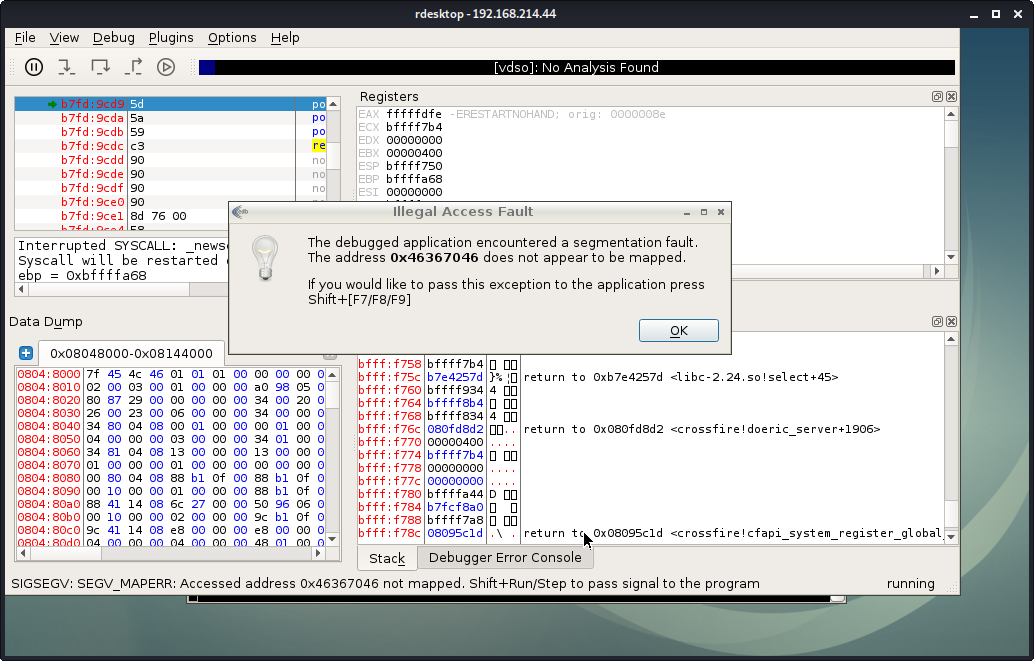 rdesktop - 192.168.214.44
File View Debug Plugins Options Help
[vdso]: No Analysis Found
b7fd:9cd9 5d po
b7fd:9cda 5a po
b7fd:9cdb 59 po
b7fd:9cdc c3 re
b7fd:9cdd 90 no
b7fd:9cde 90 no
b7fd:9cdf 90 no
b7fd:9ce0 90
b7fd:9ce1 8d 76 00
Registers
EAX fffffdfe -ERESTARTNOHAND; orig: 0000008e
ECX bffff7b4
EDX 00000000
EBX 00000400
ESP bffff750
EBP bffffa68
ESI 00000000
Interrupted SYSCALL: _news
Syscall will be restarted
ebp = 0xbffffa68
Illegal Access Fault
The debugged application encountered a segmentation fault.
The address 0x46367046 does not appear to be mapped.
If you would like to pass this exception to the application press
Shift+[F7/F8/F9]
OK
Data Dump
0x08048000-0x08144000
0804:8000 7f 45 4c 46 01 01 01 00 00 00 00 0
0804:8010 02 00 03 00 01 00 00 00 a0 98 05 0
0804:8020 80 87 29 00 00 00 00 00 34 00 20 0
0804:8030 26 00 23 00 06 00 00 00 34 00 00 0
0804:8040 34 80 04 08 00 01 00 00 00 01 00 0
0804:8050 04 00 00 00 03 00 00 00 34 01 00 0
0804:8060 34 81 04 08 13 00 00 00 13 00 00 0
0804:8070 01 00 00 00 01 00 00 00 00 00 00 0
0804:8080 00 80 04 08 88 b1 0f 00 88 b1 0f 0
0804:8090 00 10 00 00 01 00 00 00 88 b1 0f 0
0804:80a0 88 41 14 08 6c 27 00 00 50 96 06 0
0804:80b0 00 10 00 00 02 00 00 00 9c b1 0f 0
0804:80c0 9c 41 14 08 e8 00 00 00 e8 00 00 0
0804:80d0 04 00 00 00 04 00 00 00 48 01 00 0
bfff:f758 bffff7b4
bfff:f75c b7e4257d }%¦ return to 0xb7e4257d <libc-2.24.so!select+45>
bfff:f760 bffff934 4
bfff:f764 bffff8b4
bfff:f768 bffff834 4
bfff:f76c 080fd8d2 .. return to 0x080fd8d2 <crossfire!doeric_server+1906>
bfff:f770 00000400 ....
bfff:f774 bffff7b4
bfff:f778 00000000 ....
bfff:f77c 00000000 ....
bfff:f780 bffffa44 D
bfff:f784 b7fcf8a0
bfff:f788 bffff7a8
bfff:f78c 08095c1d .\ . return to 0x08095c1d <crossfire!cfapi_system_register_global_
Stack Debugger Error Console
SIGSEGV: SEGV_MAPERR: Accessed address 0x46367046 not mapped. Shift+Run/Step to pass signal to the program running